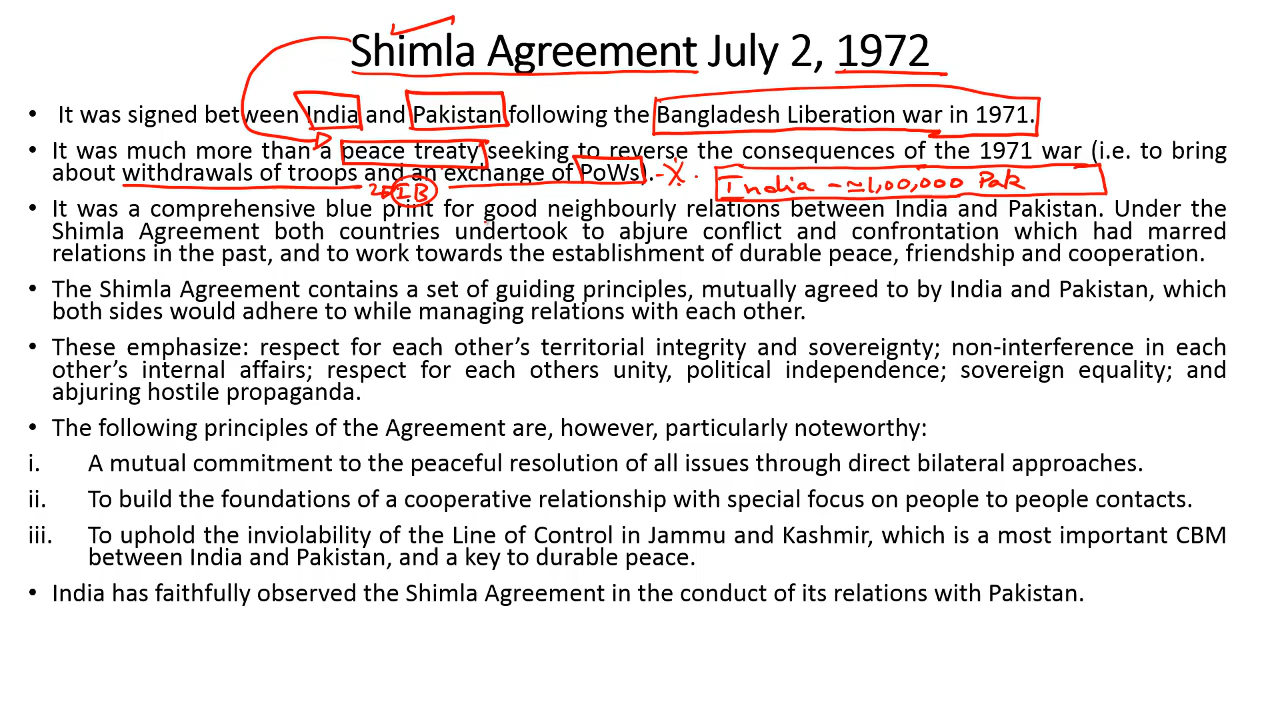 Shimla Agreement July 2, 1972
• It was signed between India and Pakistan following the Bangladesh Liberation war in 1971.
• It was much more than a peace treaty seeking to reverse the consequences of the 1971 war (i.e. to bring
about withdrawals of troops and an exchange of PoWs). - X. India - ≈1,00,000 Pak
IB
• It was a comprehensive blue print for good neighbourly relations between India and Pakistan. Under the
Shimla Agreement both countries undertook to abjure conflict and confrontation which had marred
relations in the past, and to work towards the establishment of durable peace, friendship and cooperation.
• The Shimla Agreement contains a set of guiding principles, mutually agreed to by India and Pakistan, which
both sides would adhere to while managing relations with each other.
• These emphasize: respect for each other's territorial integrity and sovereignty; non-interference in each
other's internal affairs; respect for each others unity, political independence; sovereign equality; and
abjuring hostile propaganda.
• The following principles of the Agreement are, however, particularly noteworthy:
i. A mutual commitment to the peaceful resolution of all issues through direct bilateral approaches.
ii. To build the foundations of a cooperative relationship with special focus on people to people contacts.
iii. To uphold the inviolability of the Line of Control in Jammu and Kashmir, which is a most important CBM
between India and Pakistan, and a key to durable peace.
• India has faithfully observed the Shimla Agreement in the conduct of its relations with Pakistan.